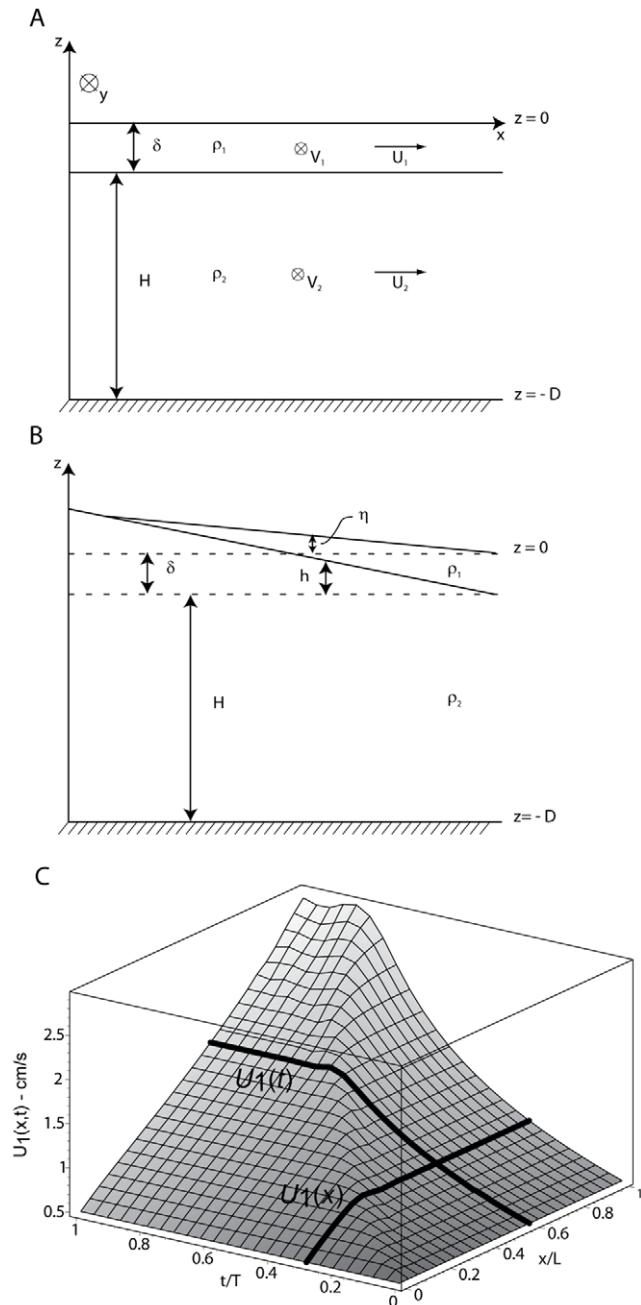 A
z
y
z = 0
x
δ
ρ1
V1
U1
H
ρ2
V2
U2
z = - D
B
z
η
z = 0
δ
h
ρ1
H
ρ2
z= - D
C
U1(x,t) - cm/s
2.5
2
1.5
1
0.5
U1(t)
U1(x)
1
0.8
0.6
0.4
0.2
0
t/T
0
0.2
0.4
0.6
0.8
1
x/L